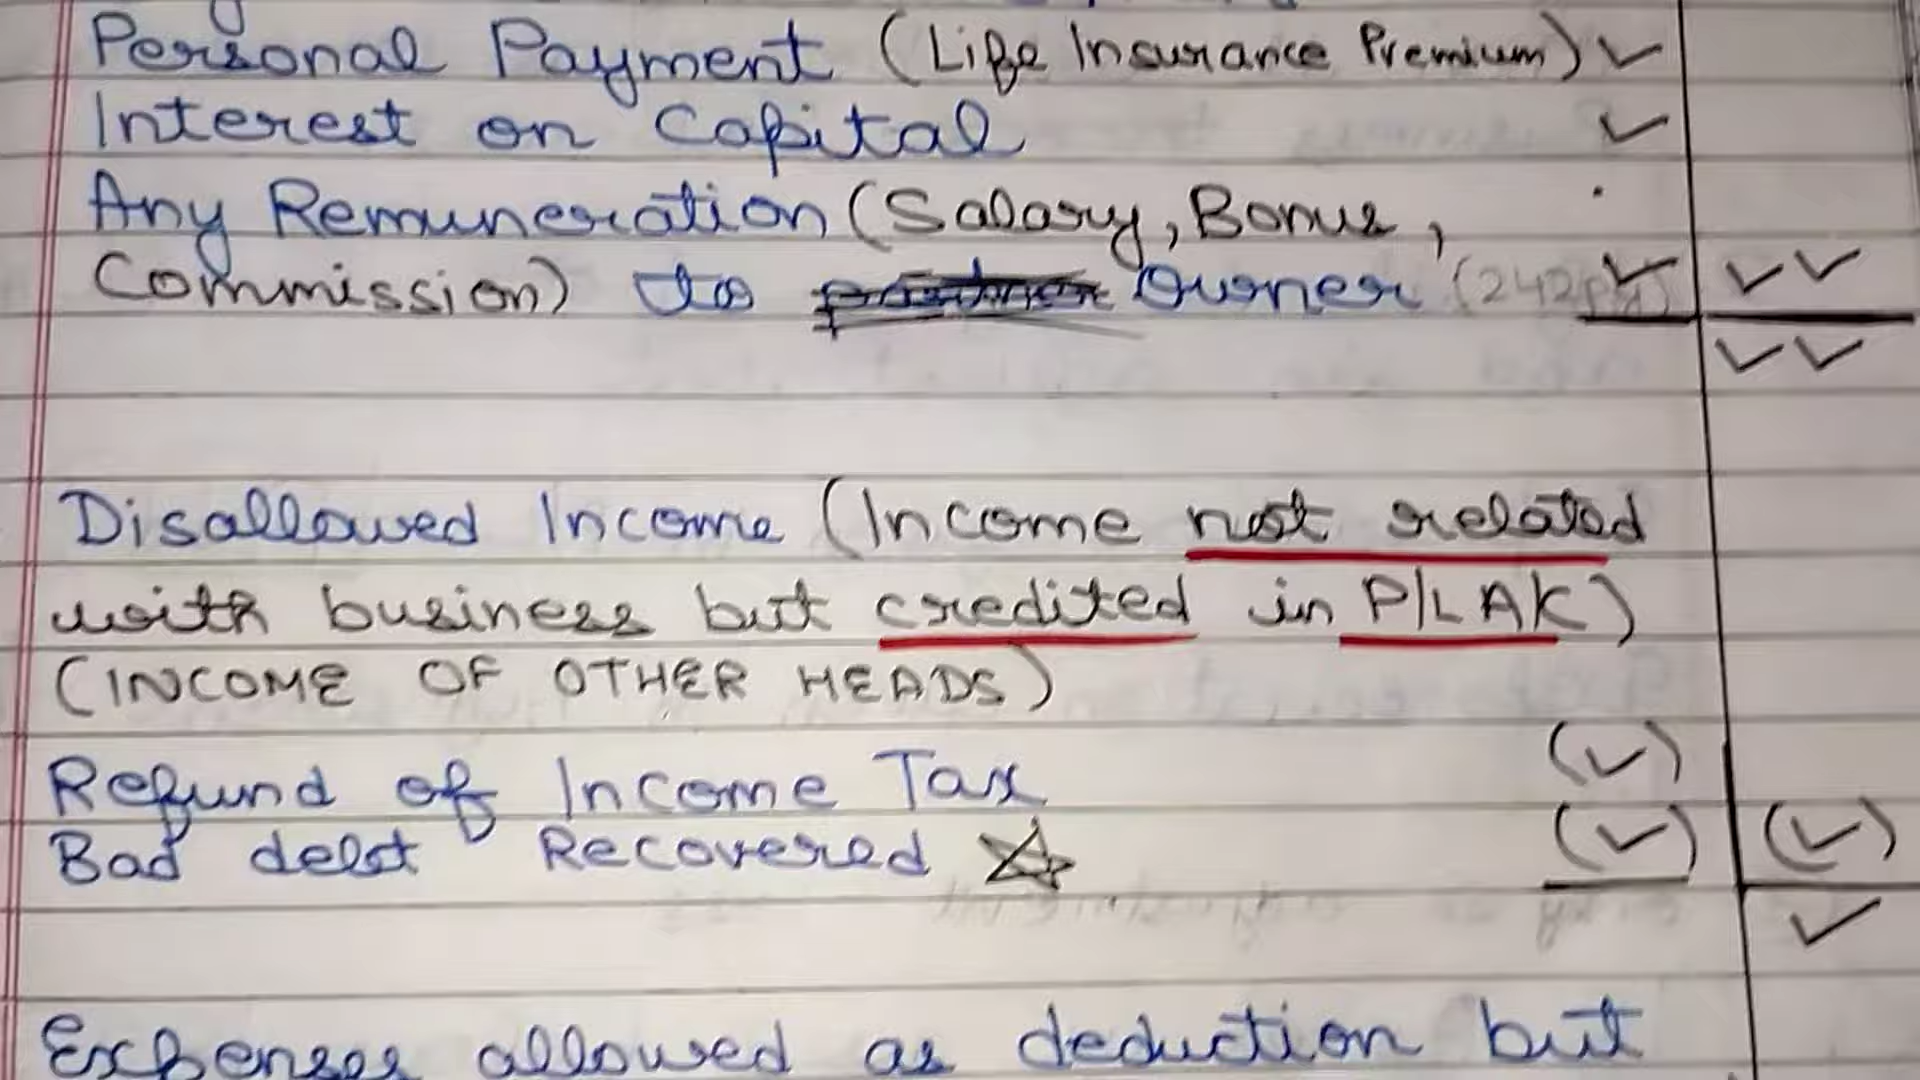 Personal Payment (Life Insurance Premium) ✓
Interest on Capital ✓
Any Remuneration (Salary, Bonus,
Commission) to Owner ✓ ✓✓
✓✓
Disallowed Income (Income not related
with business but credited in P/L A/C)
(INCOME OF OTHER HEADS)
Refund of Income Tax (✓)
Bad debt Recovered ☆ (✓) (✓)
✓
Expenses allowed as deduction but